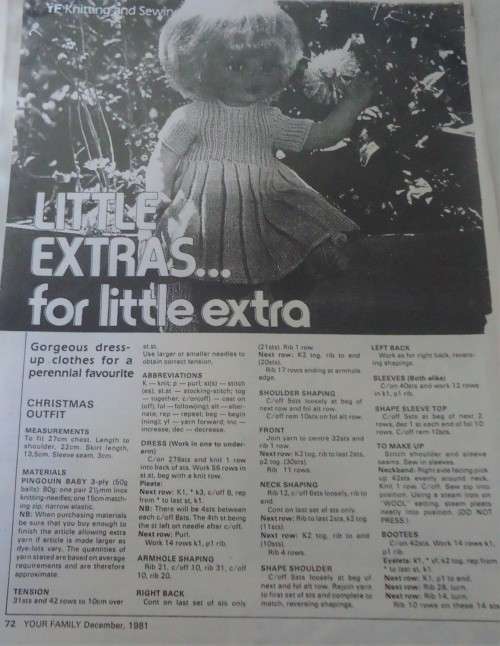 YF Knitting and Sewin
LITTLE
EXTRAS...
for little extra
Gorgeous dress-
up clothes for a
perennial favourite
CHRISTMAS
OUTFIT
MEASUREMENTS
To fit 27cm chest. Length to
shoulder, 22cm. Skirt length,
13,5cm. Sleeve seam, 3cm.
MATERIALS
PINGOUIN BABY 3-ply (50g
balls): 80g; one pair 2½mm
knitting needles; one 15cm match-
ing zip; narrow elastic.
NB: When purchasing materials
be sure that you buy enough to
finish the article allowing extra
yarn if article is made larger as
dye-lots vary. The quantities of
yarn stated are based on average
requirements and are therefore
approximate.
TENSION
31sts and 42 rows to 10cm over
st.st.
Use larger or smaller needles to
obtain correct tension.
ABBREVIATIONS
K — knit; p — purl; st(s) — stitch
(es); st.st — stocking-stitch; tog
— together; c/on(off) — cast on
(off); fol — following; alt — alter-
nate; rep — repeat; beg — begin
(ning); yf — yarn forward; inc —
increase; dec — decrease.
DRESS (Work in one to under-
arm)
C/on 278sts and knit 1 row
into back of sts. Work 56 rows in
st.st, beg with a knit row.
Pleats
Next row: K1, * k3, c/off 8, rep
from * to last st, k1.
NB: There will be 4sts between
each c/off 8sts. The 4th st being
the st left on needle after c/off.
Next row: Purl.
Work 14 rows k1, p1 rib.
ARMHOLE SHAPING
Rib 21, c/off 10, rib 31, c/off
10, rib 20.
RIGHT BACK
Cont on last set of sts only
(21sts). Rib 1 row.
Next row: K2 tog, rib to end
(20sts).
Rib 17 rows ending at armhole
edge.
SHOULDER SHAPING
C/off 5sts loosely at beg of
next row and fol alt row.
C/off rem 10sts on fol alt row.
FRONT
Join yarn to centre 32sts and
rib 1 row.
Next row: K2 tog, rib to last 2sts,
p2 tog. (30sts).
Rib 11 rows.
NECK SHAPING
Rib 12, c/off 6sts loosely, rib to
end.
Cont on last set of sts only.
Next row: Rib to last 2sts, k2 tog
(11sts).
Next row: K2 tog, rib to end
(10sts).
Rib 4 rows.
SHAPE SHOULDER
C/off 5sts loosely at beg of
next and fol alt row. Rejoin yarn
to first set of sts and complete to
match, reversing shapings.
LEFT BACK
Work as for right back, revers-
ing shapings.
SLEEVES (Both alike)
C/on 40sts and work 12 rows
in k1, p1 rib.
SHAPE SLEEVE TOP
C/off 5sts at beg of next 2
rows, dec 1 st at each end of fol 10
rows. C/off rem 10sts.
TO MAKE UP
Stitch shoulder and sleeve
seams. Sew in sleeves.
Neckband: Right side facing pick
up 42sts evenly around neck.
Knit 1 row. C/off. Sew zip into
position. Using a steam iron on
'WOOL' setting, steam pleats
neatly into position. (DO NOT
PRESS.)
BOOTEES
C/on 42sts. Work 14 rows k1,
p1 rib.
Eyelets: K1, * yf, k2 tog, rep from
* to last st, k1.
Next row: K1, p1 to end.
Next row: Rib 28, turn.
Next row: Rib 14, turn.
Rib 10 rows on these 14 sts
72 YOUR FAMILY December, 1981